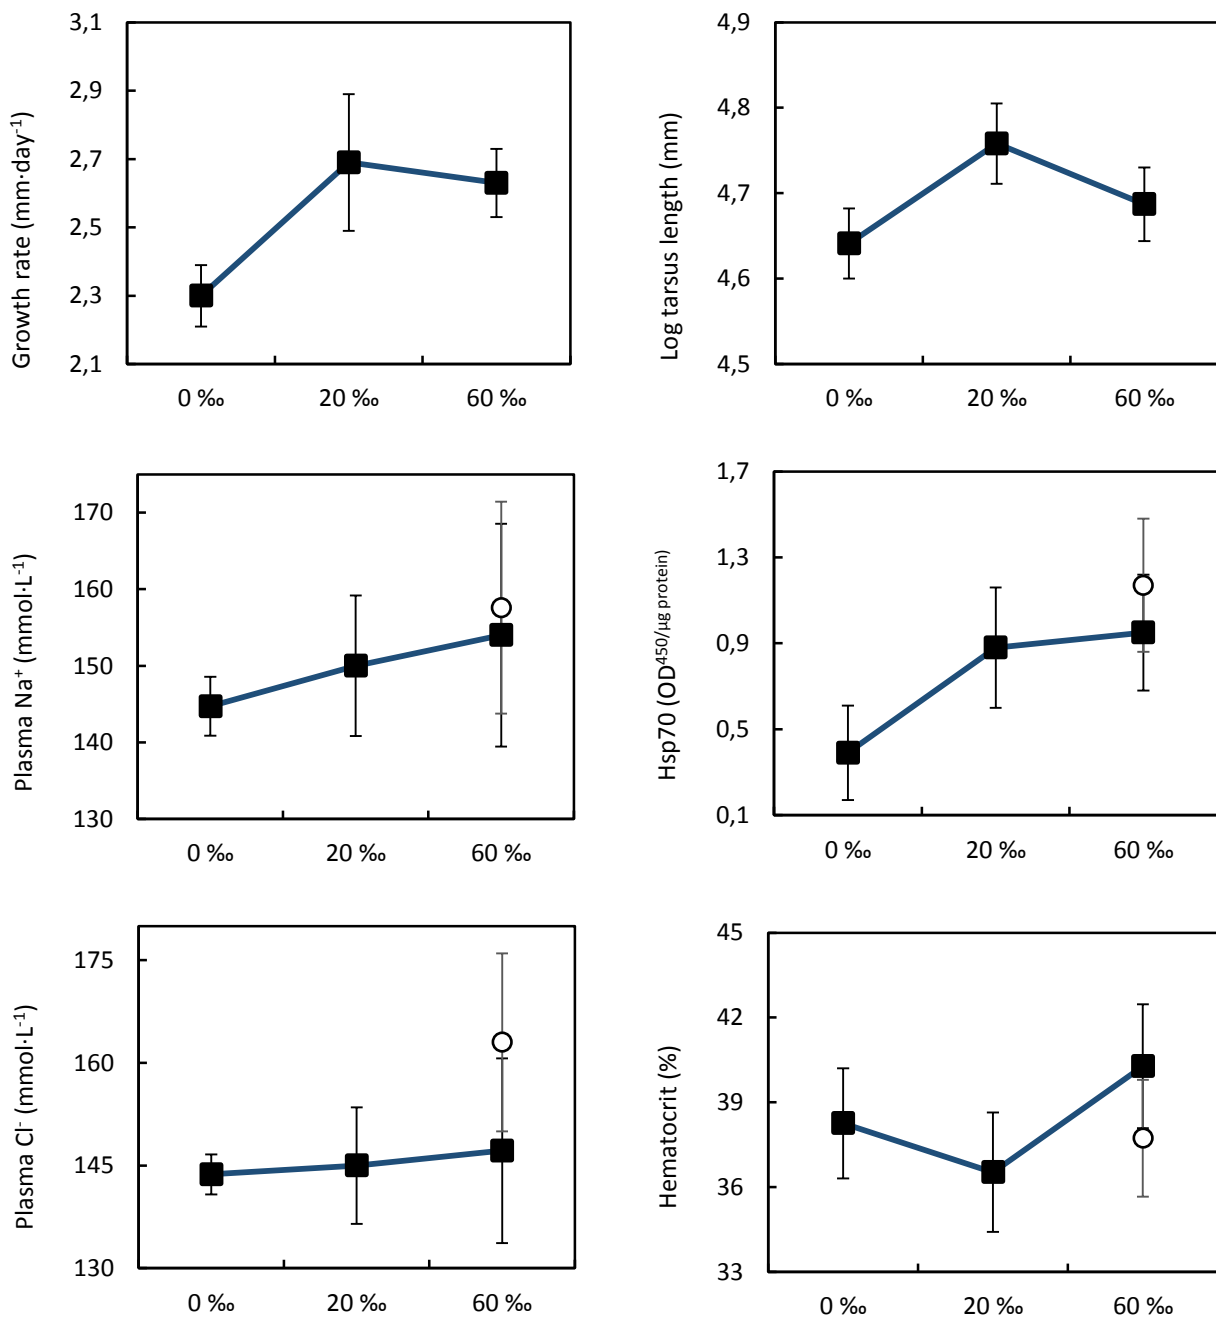 Growth rate (mm·day⁻¹)
3,1
2,9
2,7
2,5
2,3
2,1
0 ‰ 20 ‰ 60 ‰
Log tarsus length (mm)
4,9
4,8
4,7
4,6
4,5
0 ‰ 20 ‰ 60 ‰
Plasma Na⁺ (mmol·L⁻¹)
170
160
150
140
130
0 ‰ 20 ‰ 60 ‰
Hsp70 (OD⁴⁵⁰/µg protein)
1,7
1,3
0,9
0,5
0,1
0 ‰ 20 ‰ 60 ‰
Plasma Cl⁻ (mmol·L⁻¹)
175
160
145
130
0 ‰ 20 ‰ 60 ‰
Hematocrit (%)
45
42
39
36
33
0 ‰ 20 ‰ 60 ‰